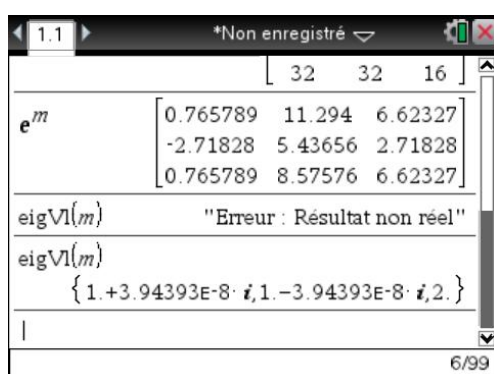 1.1 *Non enregistré
32 32 16
e^m [0.765789 11.294 6.62327]
[-2.71828 5.43656 2.71828]
[0.765789 8.57576 6.62327]
eigVl(m) "Erreur : Résultat non réel"
eigVl(m)
{1.+3.94393E-8·i,1.-3.94393E-8·i,2.}
6/99